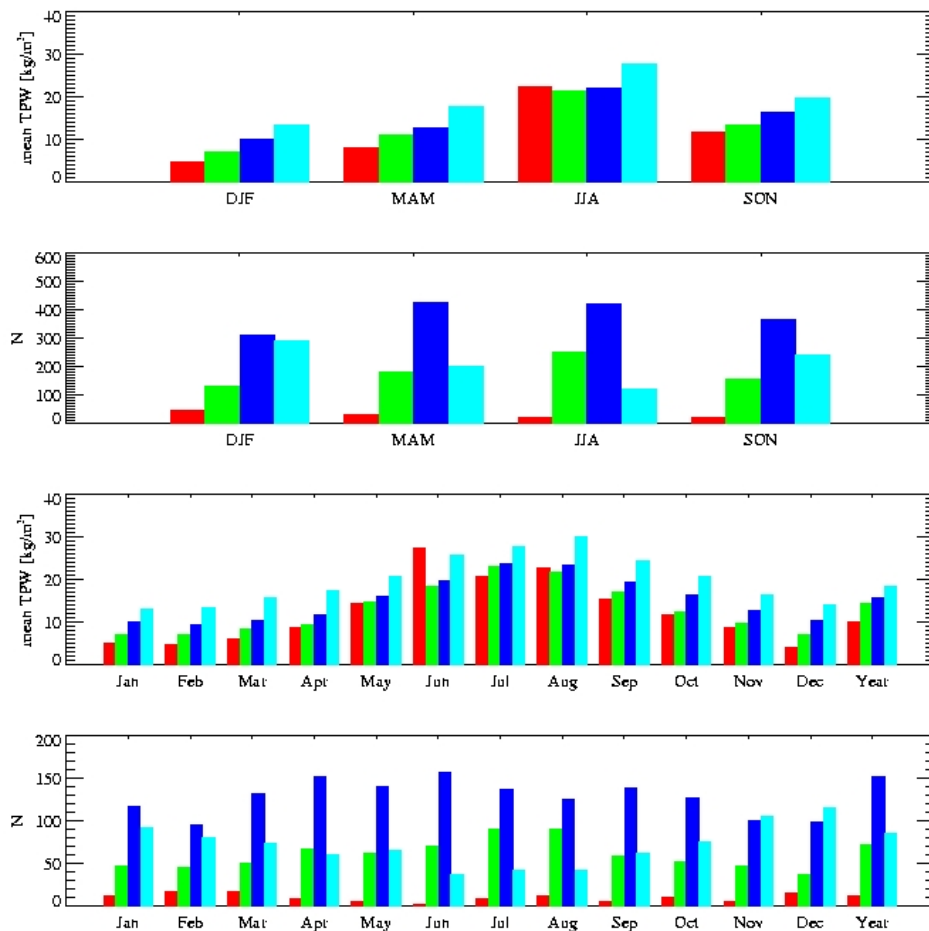 mean TPW [kg/m²]
40
30
20
10
0
DJF MAM JJA SON
N
600
500
400
300
200
100
0
DJF MAM JJA SON
mean TPW [kg/m²]
40
30
20
10
0
Jan Feb Mar Apr May Jun Jul Aug Sep Oct Nov Dec Year
N
200
150
100
50
0
Jan Feb Mar Apr May Jun Jul Aug Sep Oct Nov Dec Year